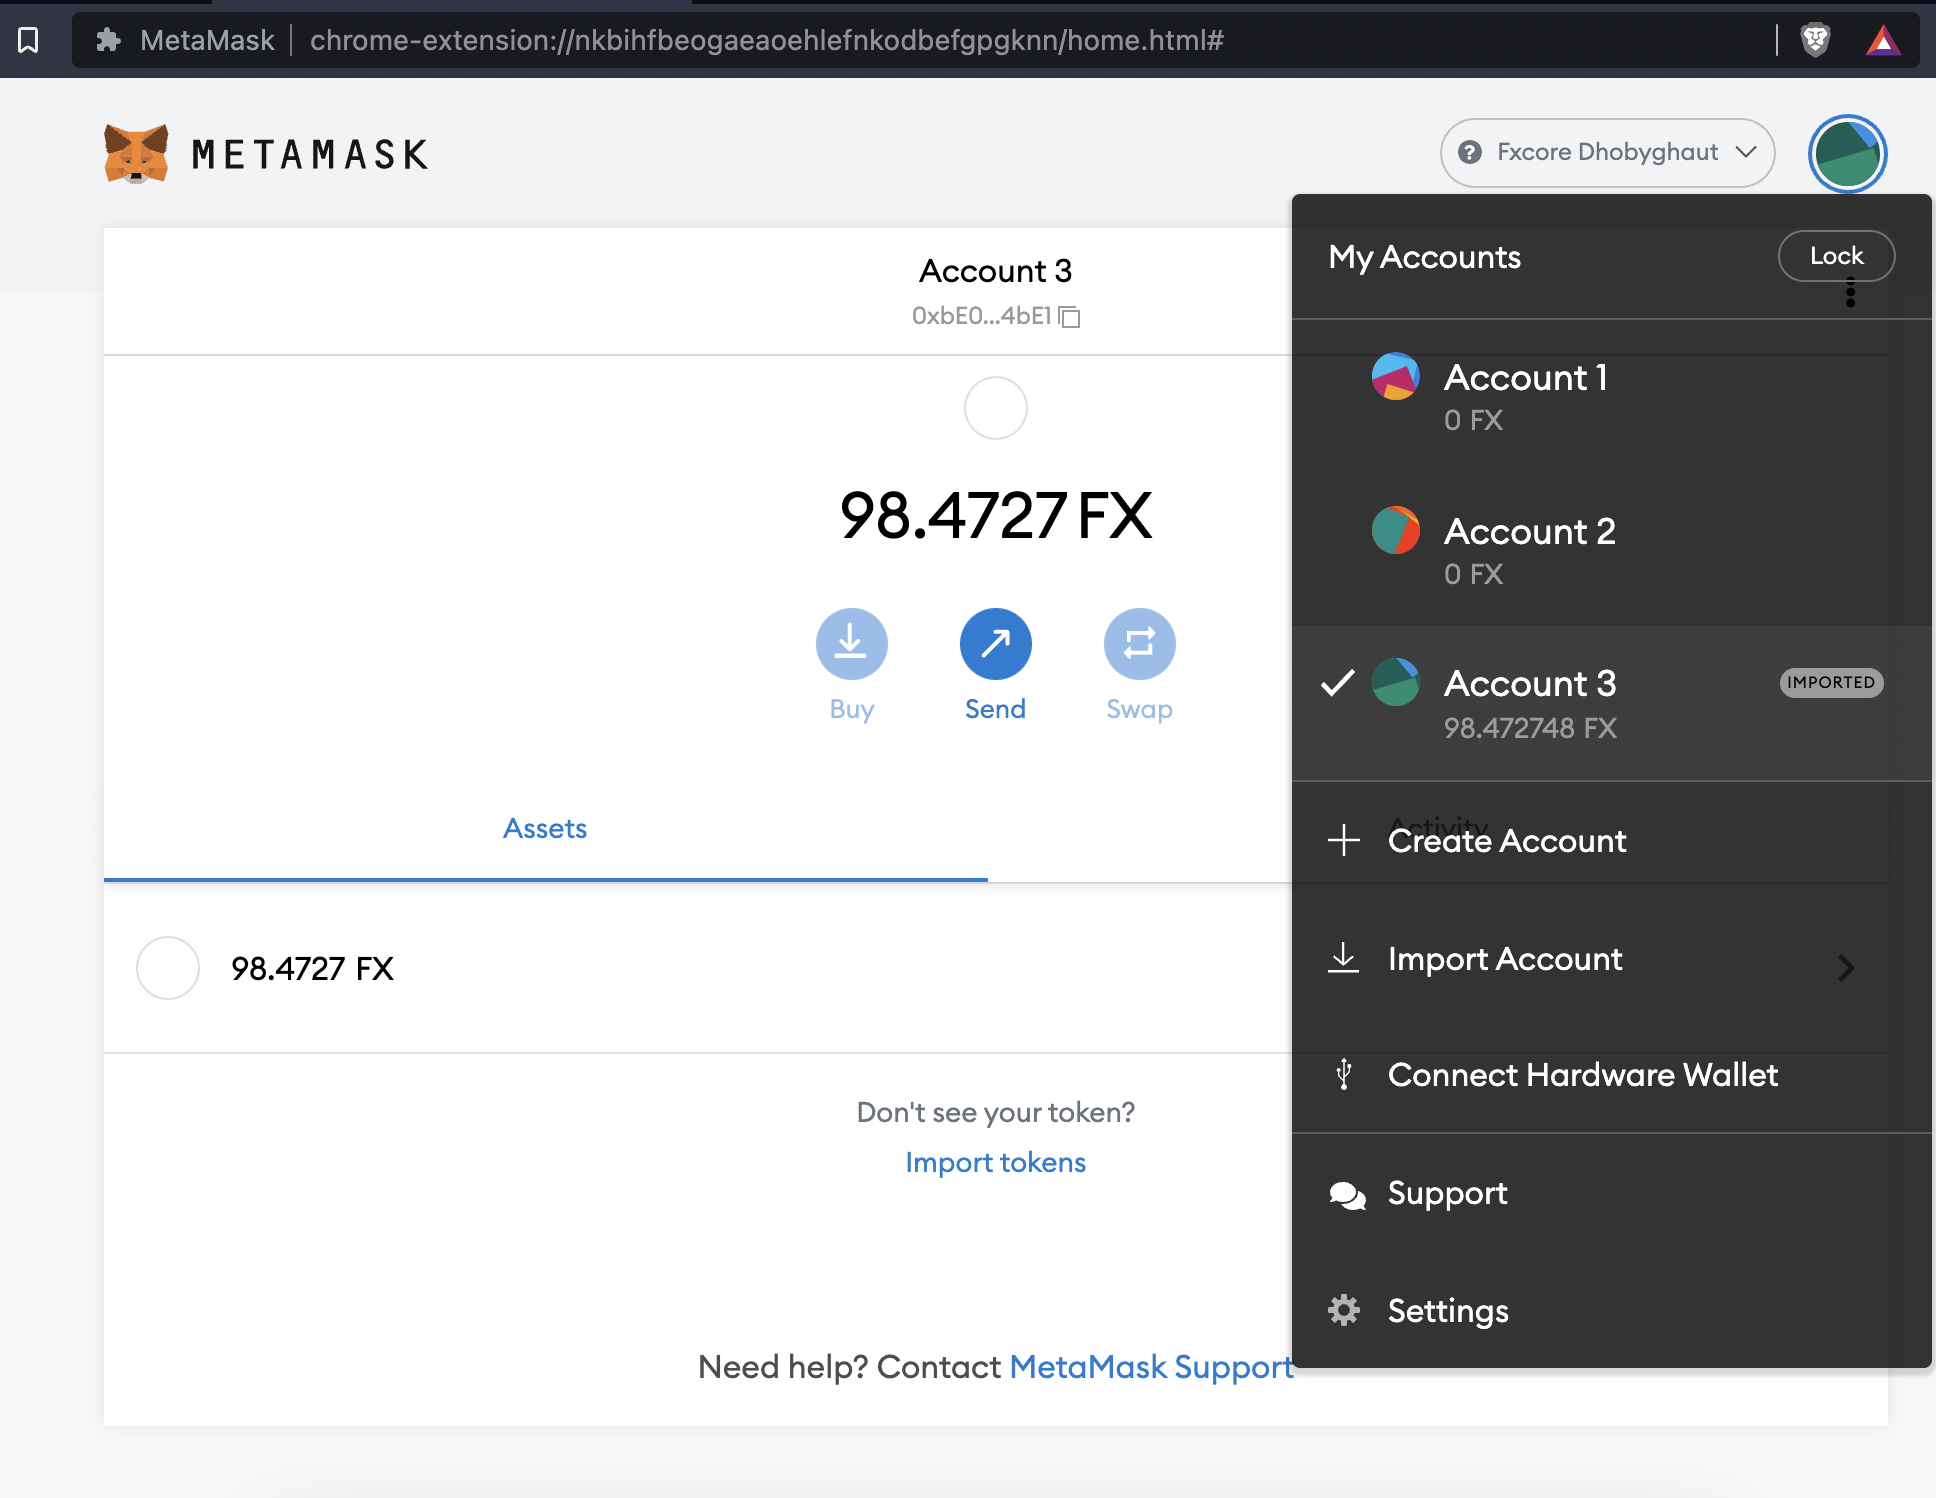 MetaMask
chrome-extension://nkbihfbeogaeaoehlefnkodbefgpgknn/home.html#
METAMASK
Fxcore Dhobyghaut
Account 3
0xbE0...4bE1
98.4727 FX
Buy
Send
Swap
Assets
Activity
98.4727 FX
Don't see your token?
Import tokens
Need help? Contact MetaMask Support
My Accounts
Lock
Account 1
0 FX
Account 2
0 FX
Account 3
IMPORTED
98.472748 FX
Create Account
Import Account
Connect Hardware Wallet
Support
Settings